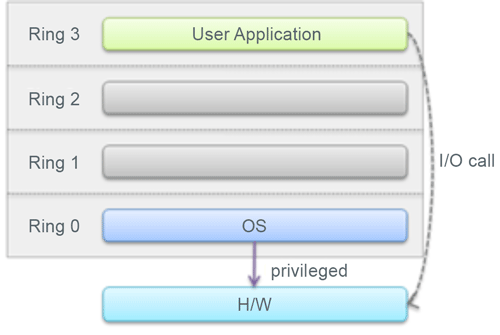 Ring 3
User Application
Ring 2
Ring 1
I/O call
Ring 0
OS
privileged
H/W